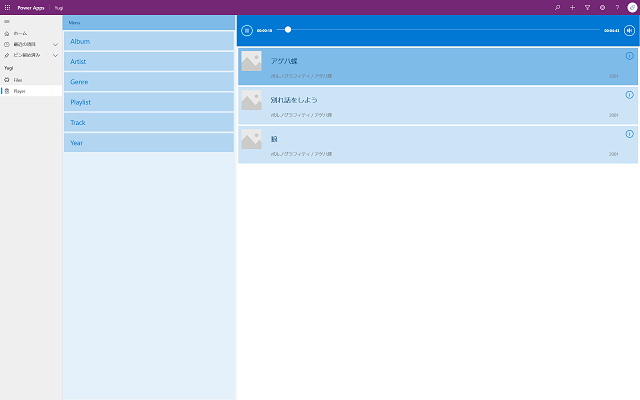 Power Apps
Yugi
ホーム
最近の項目
ピン留め済み
Yugi
Files
Player
Menu
Album
Artist
Genre
Playlist
Track
Year
00:00:10
00:04:43
アゲハ蝶
ポルノグラフィティ / アゲハ蝶
2001
別れ話をしよう
ポルノグラフィティ / アゲハ蝶
2001
狼
ポルノグラフィティ / アゲハ蝶
2001